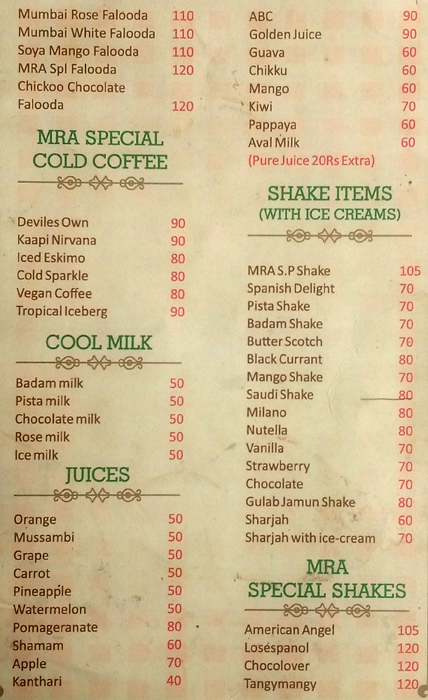 Mumbai Rose Falooda 110
Mumbai White Falooda 110
Soya Mango Falooda 110
MRA Spl Falooda 120
Chickoo Chocolate
Falooda 120
MRA SPECIAL
COLD COFFEE
Deviles Own 90
Kaapi Nirvana 90
Iced Eskimo 80
Cold Sparkle 80
Vegan Coffee 80
Tropical Iceberg 90
COOL MILK
Badam milk 50
Pista milk 50
Chocolate milk 50
Rose milk 50
Ice milk 50
JUICES
Orange 50
Mussambi 50
Grape 50
Carrot 50
Pineapple 50
Watermelon 50
Pomageranate 80
Shamam 60
Apple 70
Kanthari 40
ABC 90
Golden Juice 90
Guava 60
Chikku 60
Mango 60
Kiwi 70
Pappaya 60
Aval Milk 60
(Pure Juice 20Rs Extra)
SHAKE ITEMS
(WITH ICE CREAMS)
MRA S.P Shake 105
Spanish Delight 70
Pista Shake 70
Badam Shake 70
Butter Scotch 70
Black Currant 80
Mango Shake 70
Saudi Shake 80
Milano 80
Nutella 80
Vanilla 70
Strawberry 70
Chocolate 70
Gulab Jamun Shake 80
Sharjah 60
Sharjah with ice-cream 70
MRA
SPECIAL SHAKES
American Angel 105
Loséspanol 120
Chocolover 120
Tangymangy 120